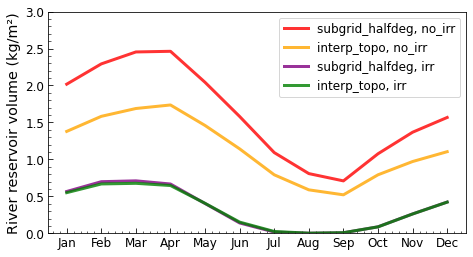 River reservoir volume (kg/m²)
3.0
2.5
2.0
1.5
1.0
0.5
0.0
subgrid_halfdeg, no_irr
interp_topo, no_irr
subgrid_halfdeg, irr
interp_topo, irr
Jan Feb Mar Apr May Jun Jul Aug Sep Oct Nov Dec